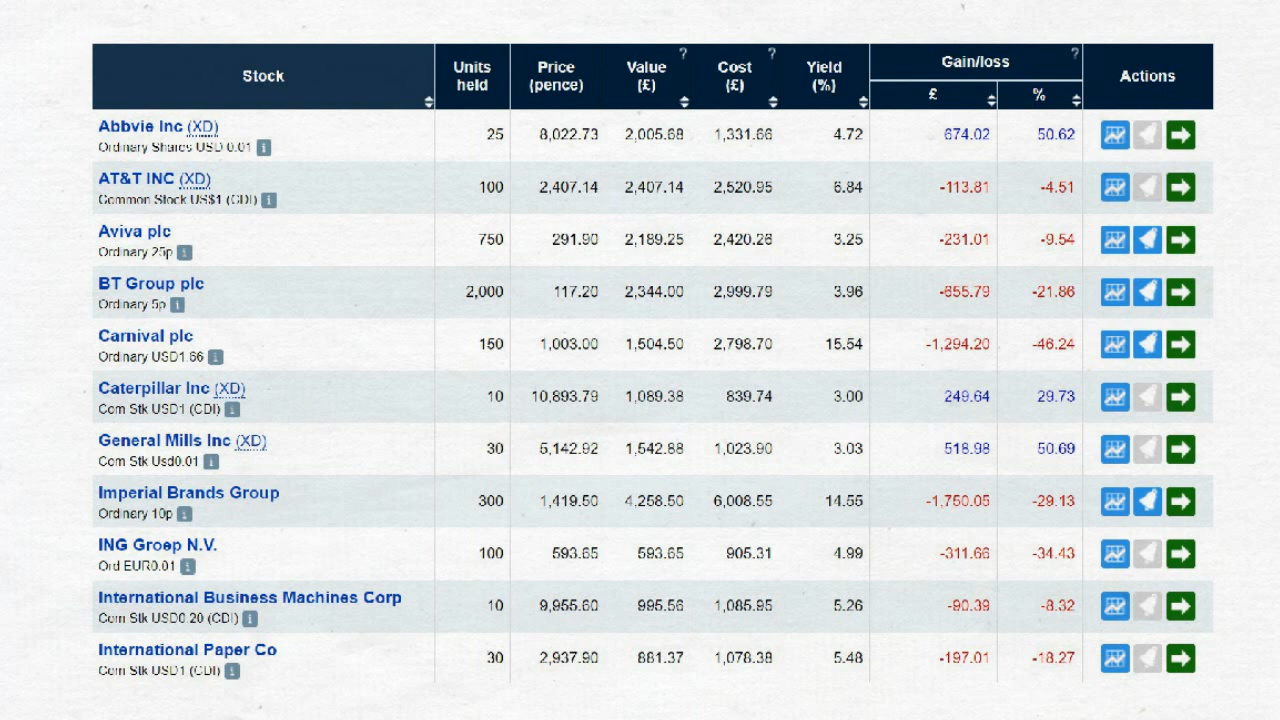 Stock Units held Price (pence) Value (£) ? Cost (£) ? Yield (%) Gain/loss ? £ % Actions
Abbvie Inc (XD) 25 8,022.73 2,005.68 1,331.66 4.72 674.02 50.62
Ordinary Shares USD 0.01 i
AT&T INC (XD) 100 2,407.14 2,407.14 2,520.95 6.84 -113.81 -4.51
Common Stock US$1 (CDI) i
Aviva plc 750 291.90 2,189.25 2,420.26 3.25 -231.01 -9.54
Ordinary 25p i
BT Group plc 2,000 117.20 2,344.00 2,999.79 3.96 -655.79 -21.86
Ordinary 5p i
Carnival plc 150 1,003.00 1,504.50 2,798.70 15.54 -1,294.20 -46.24
Ordinary USD1.66 i
Caterpillar Inc (XD) 10 10,893.79 1,089.38 839.74 3.00 249.64 29.73
Com Stk USD1 (CDI) i
General Mills Inc (XD) 30 5,142.92 1,542.88 1,023.90 3.03 518.98 50.69
Com Stk Usd0.01 i
Imperial Brands Group 300 1,419.50 4,258.50 6,008.55 14.55 -1,750.05 -29.13
Ordinary 10p i
ING Groep N.V. 100 593.65 593.65 905.31 4.99 -311.66 -34.43
Ord EUR0.01 i
International Business Machines Corp 10 9,955.60 995.56 1,085.95 5.26 -90.39 -8.32
Com Stk USD0.20 (CDI) i
International Paper Co 30 2,937.90 881.37 1,078.38 5.48 -197.01 -18.27
Com Stk USD1 (CDI) i